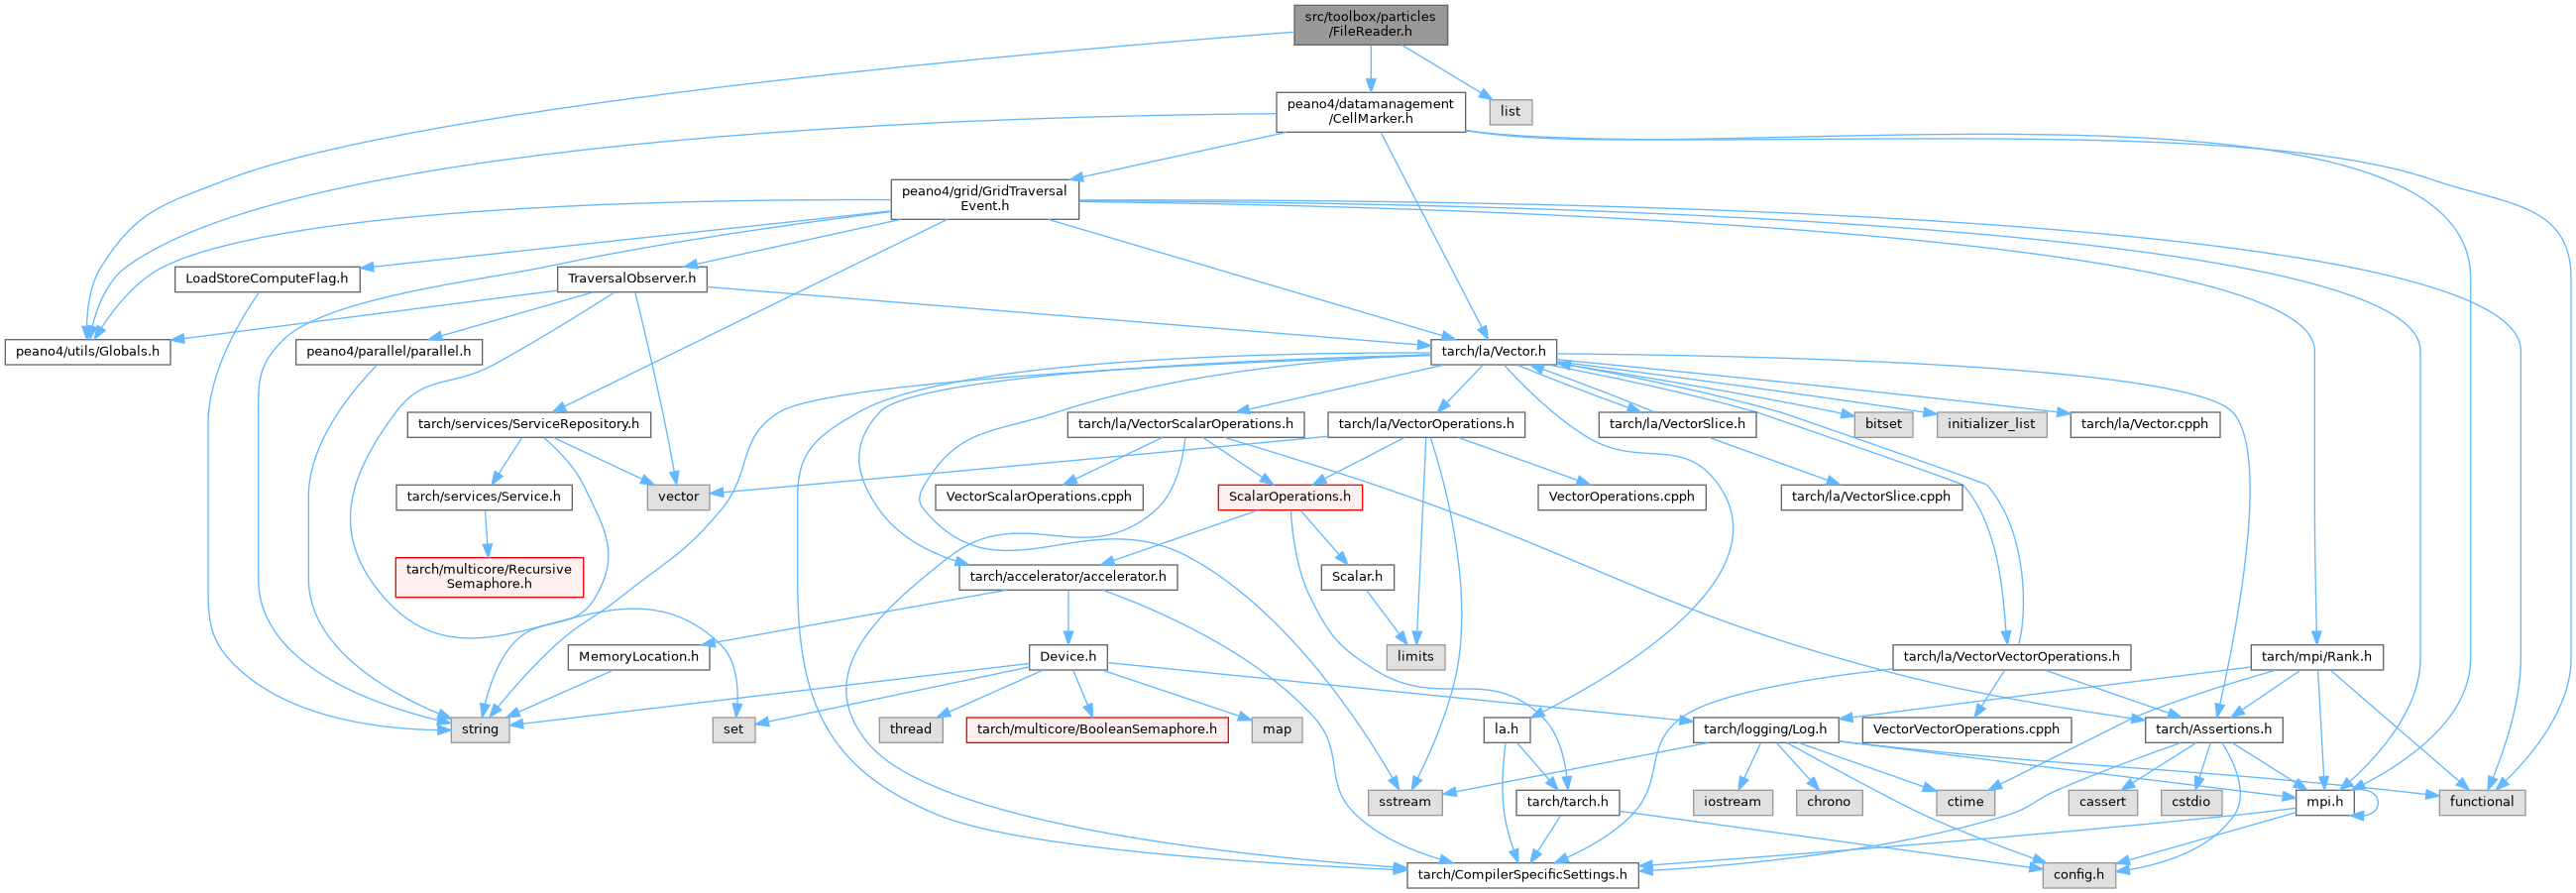 src/toolbox/particles
/FileReader.h
peano4/datamanagement
/CellMarker.h
list
peano4/grid/GridTraversal
Event.h
LoadStoreComputeFlag.h
TraversalObserver.h
peano4/utils/Globals.h
peano4/parallel/parallel.h
tarch/la/Vector.h
tarch/services/ServiceRepository.h
tarch/la/VectorScalarOperations.h
tarch/la/VectorOperations.h
tarch/la/VectorSlice.h
bitset
initializer_list
tarch/la/Vector.cpph
tarch/services/Service.h
vector
VectorScalarOperations.cpph
ScalarOperations.h
VectorOperations.cpph
tarch/la/VectorSlice.cpph
tarch/multicore/Recursive
Semaphore.h
tarch/accelerator/accelerator.h
Scalar.h
MemoryLocation.h
Device.h
limits
tarch/la/VectorVectorOperations.h
tarch/mpi/Rank.h
string
set
thread
tarch/multicore/BooleanSemaphore.h
map
la.h
tarch/logging/Log.h
VectorVectorOperations.cpph
tarch/Assertions.h
sstream
tarch/tarch.h
iostream
chrono
ctime
cassert
cstdio
mpi.h
functional
tarch/CompilerSpecificSettings.h
config.h